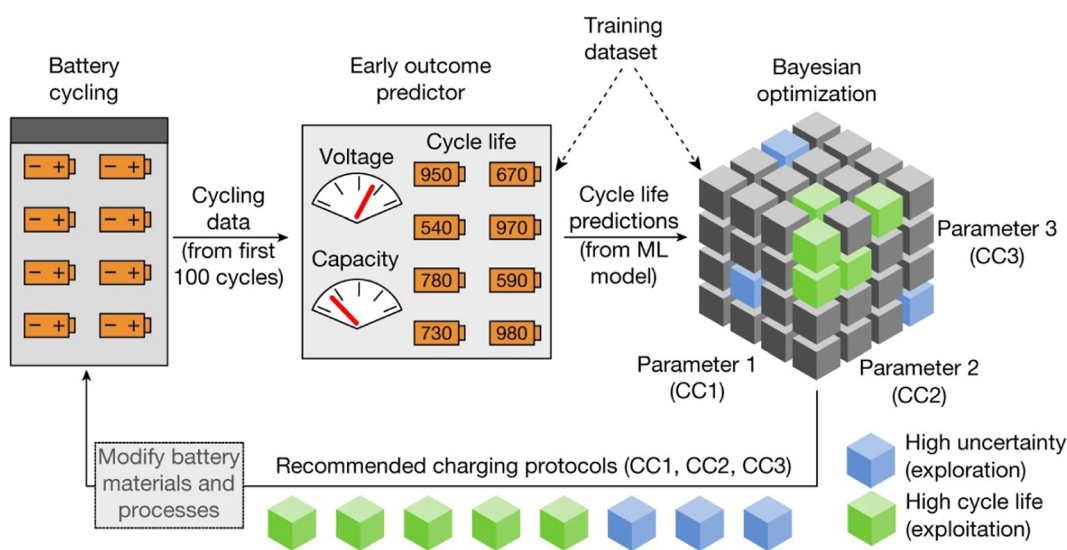 Battery
cycling
− + − +
− + − +
− + − +
− + − +
Cycling
data
(from first
100 cycles)
Early outcome
predictor
Voltage
Capacity
Cycle life
950 670
540 970
780 590
730 980
Training
dataset
Cycle life
predictions
(from ML
model)
Bayesian
optimization
Parameter 3
(CC3)
Parameter 1
(CC1)
Parameter 2
(CC2)
Modify battery
materials and
processes
Recommended charging protocols (CC1, CC2, CC3)
High uncertainty
(exploration)
High cycle life
(exploitation)